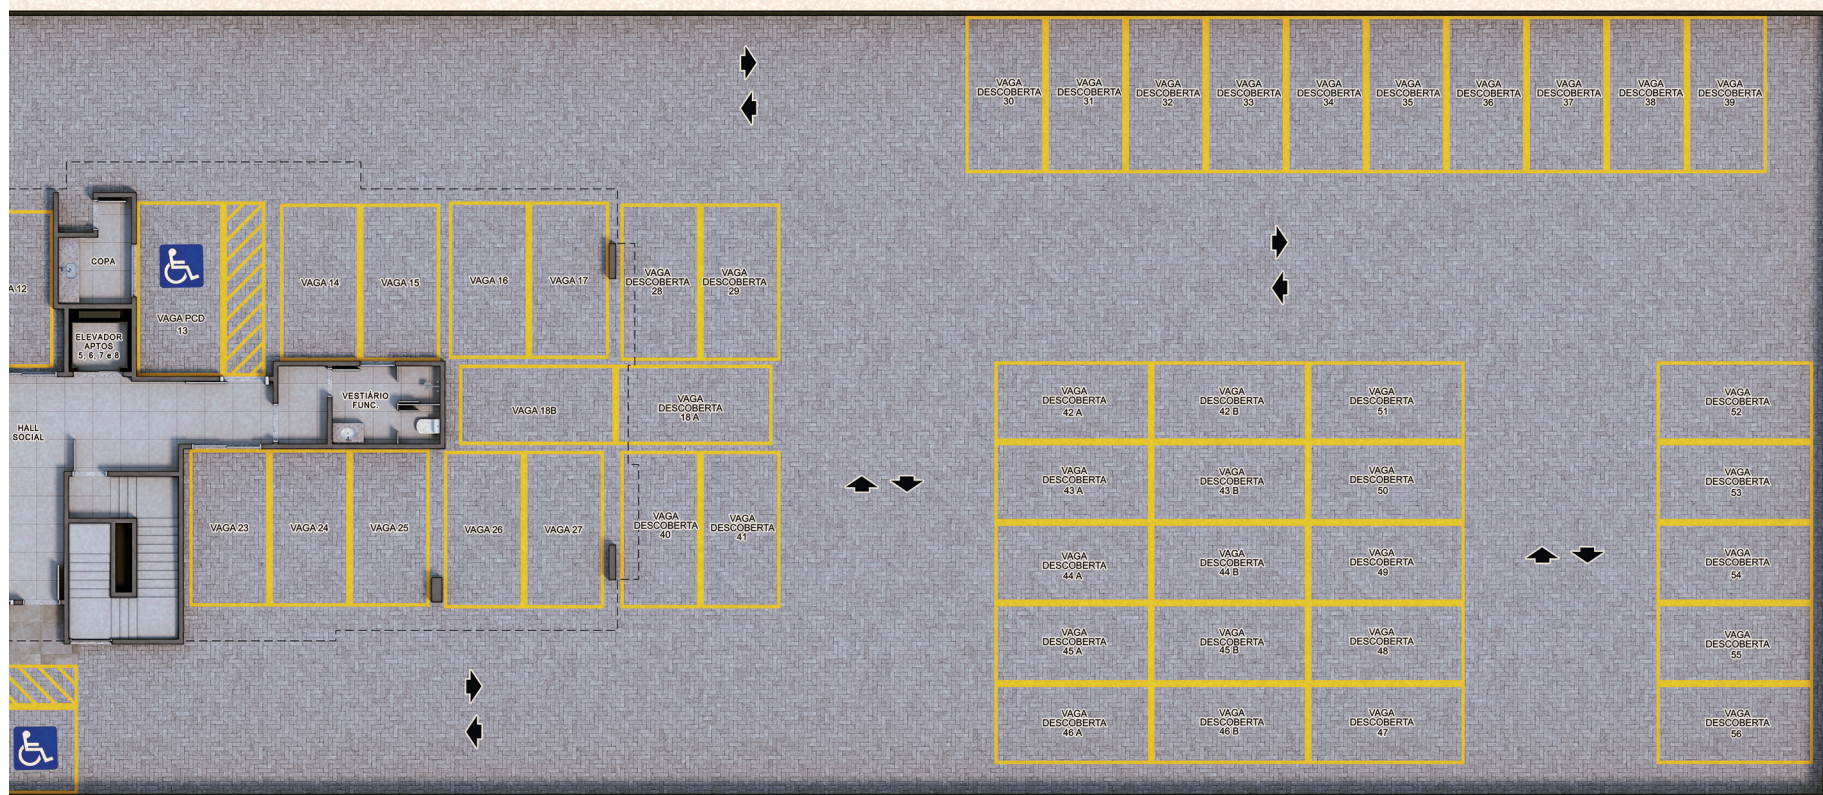 VAGA
DESCOBERTA
30
VAGA
DESCOBERTA
31
VAGA
DESCOBERTA
32
VAGA
DESCOBERTA
33
VAGA
DESCOBERTA
34
VAGA
DESCOBERTA
35
VAGA
DESCOBERTA
36
VAGA
DESCOBERTA
37
VAGA
DESCOBERTA
38
VAGA
DESCOBERTA
39
A 12
COPA
VAGA PCD
13
ELEVADOR
APTOS
5, 6, 7 e 8
VAGA 14
VAGA 15
VAGA 16
VAGA 17
VAGA
DESCOBERTA
28
VAGA
DESCOBERTA
29
HALL
SOCIAL
VESTIÁRIO
FUNC.
VAGA 18B
VAGA
DESCOBERTA
18 A
VAGA 23
VAGA 24
VAGA 25
VAGA 26
VAGA 27
VAGA
DESCOBERTA
40
VAGA
DESCOBERTA
41
VAGA
DESCOBERTA
42 A
VAGA
DESCOBERTA
42 B
VAGA
DESCOBERTA
51
VAGA
DESCOBERTA
52
VAGA
DESCOBERTA
43 A
VAGA
DESCOBERTA
43 B
VAGA
DESCOBERTA
50
VAGA
DESCOBERTA
53
VAGA
DESCOBERTA
44 A
VAGA
DESCOBERTA
44 B
VAGA
DESCOBERTA
49
VAGA
DESCOBERTA
54
VAGA
DESCOBERTA
45 A
VAGA
DESCOBERTA
45 B
VAGA
DESCOBERTA
48
VAGA
DESCOBERTA
55
VAGA
DESCOBERTA
46 A
VAGA
DESCOBERTA
46 B
VAGA
DESCOBERTA
47
VAGA
DESCOBERTA
56